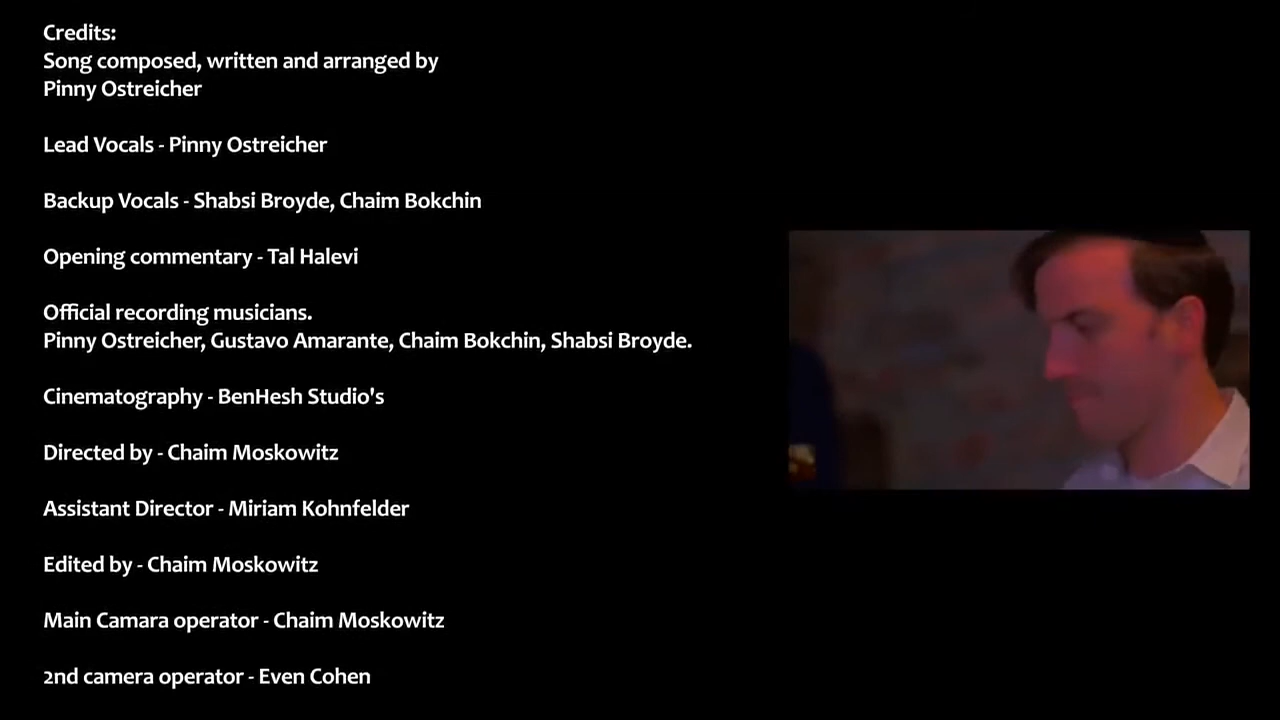 Credits:
Song composed, written and arranged by
Pinny Ostreicher
Lead Vocals - Pinny Ostreicher
Backup Vocals - Shabsi Broyde, Chaim Bokchin
Opening commentary - Tal Halevi
Official recording musicians.
Pinny Ostreicher, Gustavo Amarante, Chaim Bokchin, Shabsi Broyde.
Cinematography - BenHesh Studio's
Directed by - Chaim Moskowitz
Assistant Director - Miriam Kohnfelder
Edited by - Chaim Moskowitz
Main Camara operator - Chaim Moskowitz
2nd camera operator - Even Cohen